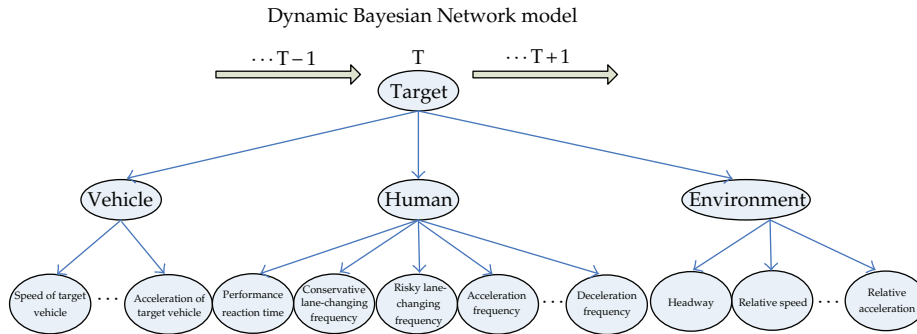 Dynamic Bayesian Network model
⋯T−1
T
⋯T+1
Target
Vehicle
Human
Environment
Speed of target
vehicle
⋯
Acceleration of
target vehicle
Performance
reaction time
Conservative
lane-changing
frequency
Risky lane-
changing
frequency
Acceleration
frequency
⋯
Deceleration
frequency
Headway
Relative speed
⋯
Relative
acceleration